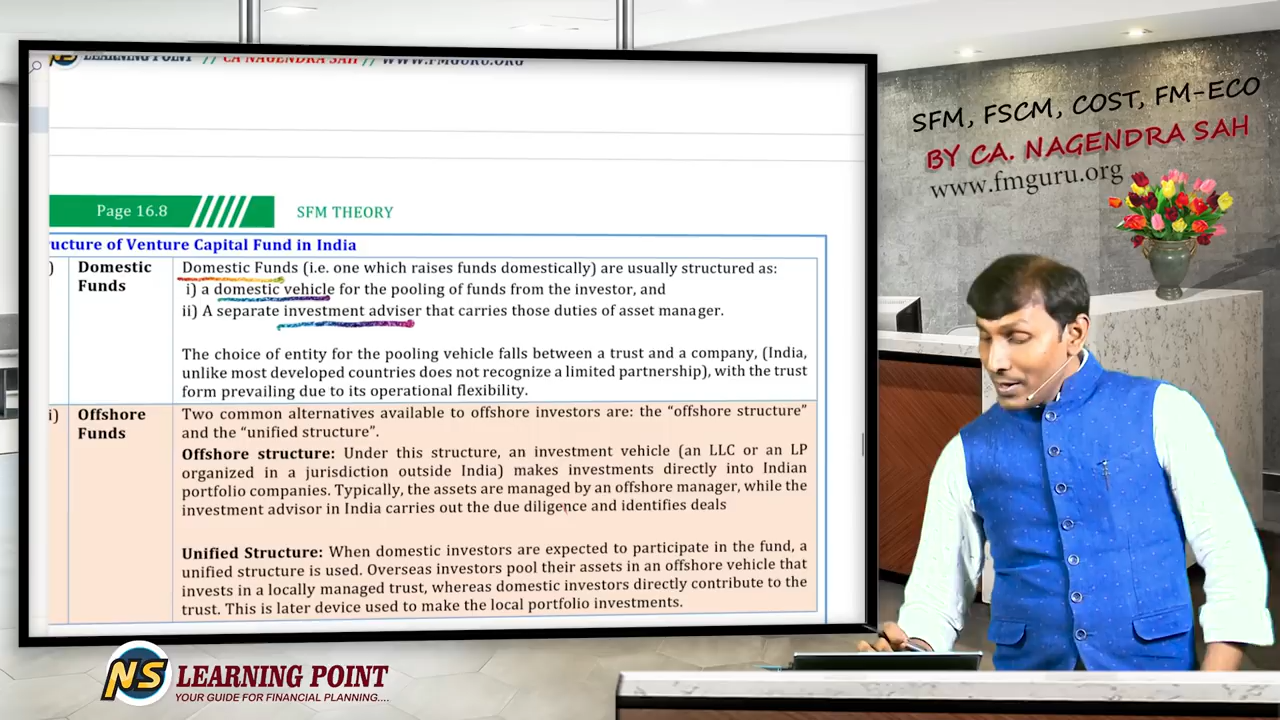 LEARNING POINT // CA NAGENDRA SAH // WWW.FMGURU.ORG
SFM, FSCM, COST, FM-ECO
BY CA. NAGENDRA SAH
www.fmguru.org
Page 16.8
SFM THEORY
ucture of Venture Capital Fund in India
)
Domestic
Funds
Domestic Funds (i.e. one which raises funds domestically) are usually structured as:
i) a domestic vehicle for the pooling of funds from the investor, and
ii) A separate investment adviser that carries those duties of asset manager.
The choice of entity for the pooling vehicle falls between a trust and a company, (India,
unlike most developed countries does not recognize a limited partnership), with the trust
form prevailing due to its operational flexibility.
i)
Offshore
Funds
Two common alternatives available to offshore investors are: the “offshore structure”
and the “unified structure”.
Offshore structure: Under this structure, an investment vehicle (an LLC or an LP
organized in a jurisdiction outside India) makes investments directly into Indian
portfolio companies. Typically, the assets are managed by an offshore manager, while the
investment advisor in India carries out the due diligence and identifies deals
Unified Structure: When domestic investors are expected to participate in the fund, a
unified structure is used. Overseas investors pool their assets in an offshore vehicle that
invests in a locally managed trust, whereas domestic investors directly contribute to the
trust. This is later device used to make the local portfolio investments.
NS LEARNING POINT
YOUR GUIDE FOR FINANCIAL PLANNING....